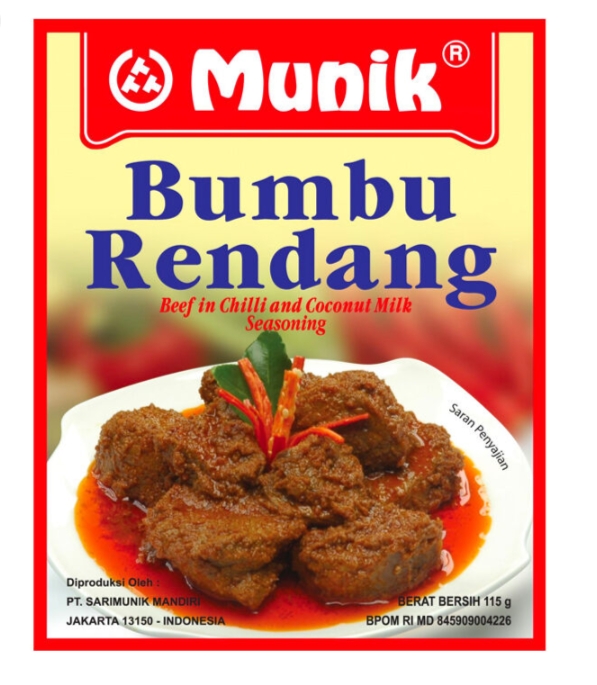 Munik®
Bumbu
Rendang
Beef in Chilli and Coconut Milk
Seasoning
Saran Penyajian
Diproduksi Oleh :
PT. SARIMUNIK MANDIRI
JAKARTA 13150 - INDONESIA
BERAT BERSIH 115 g
BPOM RI MD 845909004226